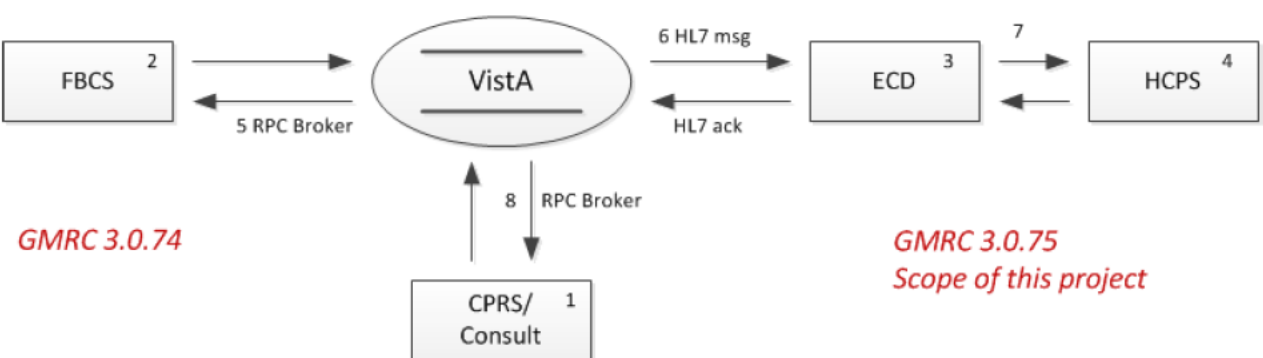 6 HL7 msg
7
FBCS 2
VistA
ECD 3
HCPS 4
5 RPC Broker
HL7 ack
8 RPC Broker
GMRC 3.0.74
GMRC 3.0.75
Scope of this project
CPRS/ 1
Consult